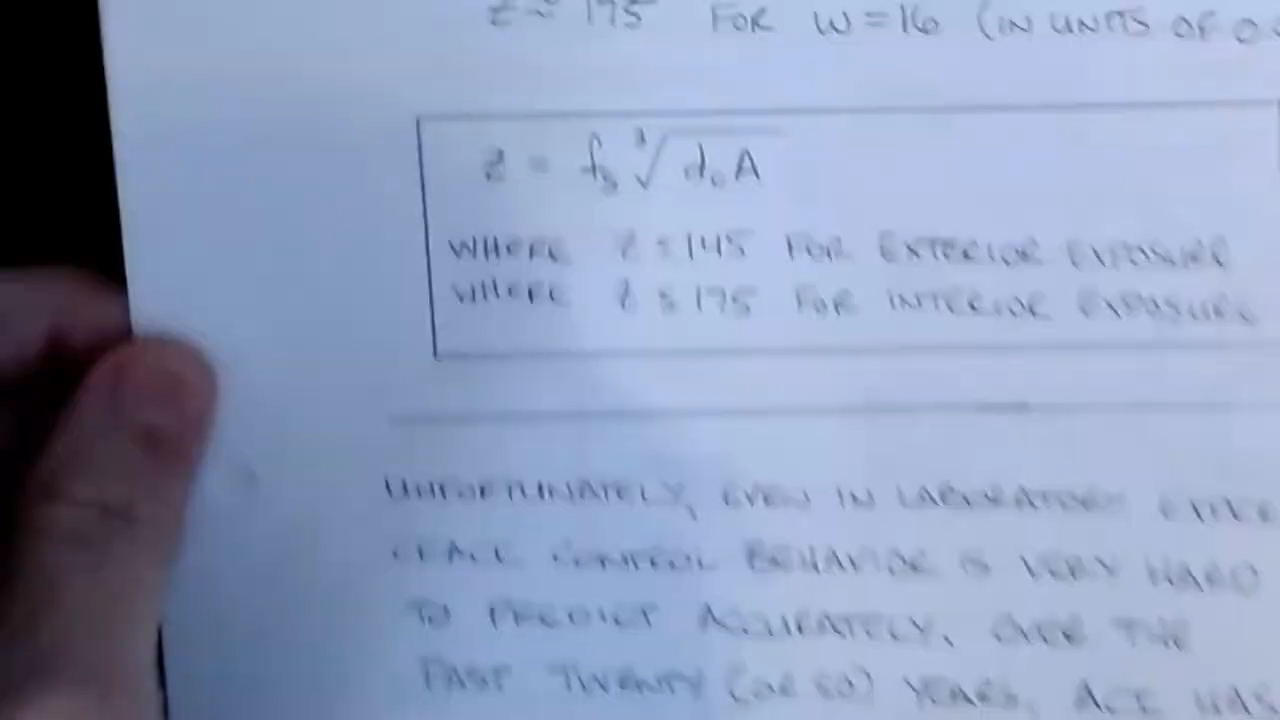 z ≈ 175 FOR W = 16 (IN UNITS OF 0.
z = fs ∛(dc A)
WHERE z ≤ 145 FOR EXTERIOR EXPOSURE
WHERE z ≤ 175 FOR INTERIOR EXPOSURE
UNFORTUNATELY, EVEN IN LABORATORY
CRACK CONTROL BEHAVIOR IS VERY HARD
TO PREDICT ACCURATELY. OVER THE
PAST TWENTY (OR SO) YEARS, ACI HAS